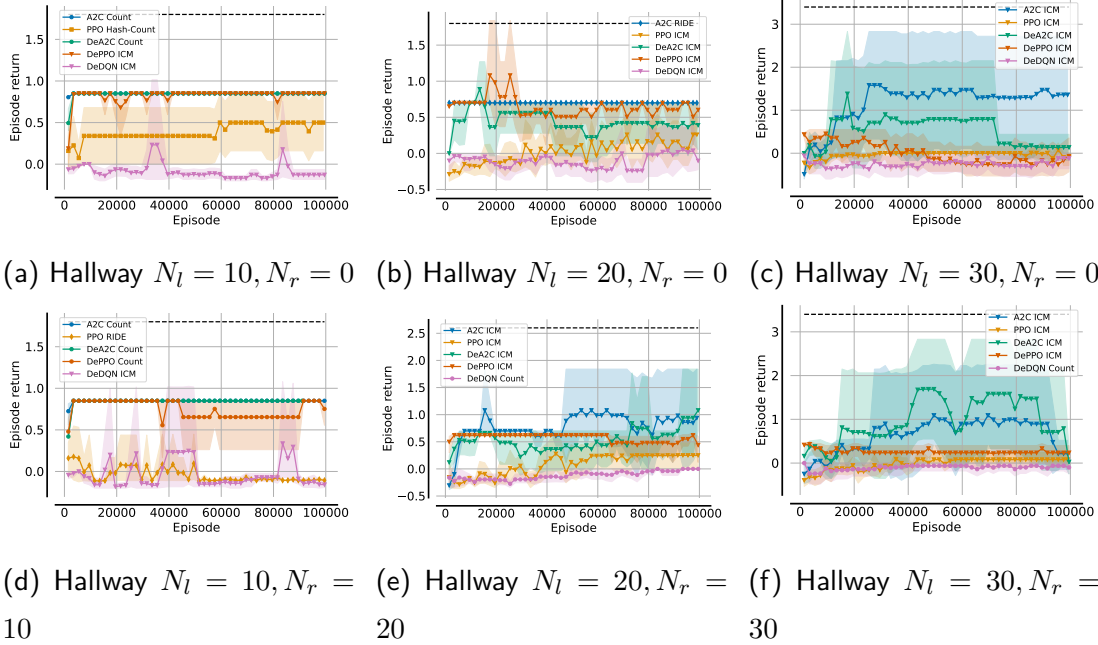 A2C Count
PPO Hash-Count
DeA2C Count
DePPO ICM
DeDQN ICM
Episode return
1.5
1.0
0.5
0.0
0 20000 40000 60000 80000 100000
Episode
A2C RIDE
PPO ICM
DeA2C ICM
DePPO ICM
DeDQN ICM
Episode return
1.5
1.0
0.5
0.0
−0.5
0 20000 40000 60000 80000 100000
Episode
A2C ICM
PPO ICM
DeA2C ICM
DePPO ICM
DeDQN ICM
Episode return
3
2
1
0
0 20000 40000 60000 80000 100000
Episode
(a) Hallway N_l = 10, N_r = 0
(b) Hallway N_l = 20, N_r = 0
(c) Hallway N_l = 30, N_r = 0
A2C Count
PPO RIDE
DeA2C Count
DePPO Count
DeDQN ICM
Episode return
1.5
1.0
0.5
0.0
0 20000 40000 60000 80000 100000
Episode
A2C ICM
PPO ICM
DeA2C ICM
DePPO ICM
DeDQN Count
Episode return
2.5
2.0
1.5
1.0
0.5
0.0
−0.5
0 20000 40000 60000 80000 100000
Episode
A2C ICM
PPO ICM
DeA2C ICM
DePPO ICM
DeDQN Count
Episode return
3
2
1
0
0 20000 40000 60000 80000 100000
Episode
(d) Hallway N_l = 10, N_r =
10
(e) Hallway N_l = 20, N_r =
20
(f) Hallway N_l = 30, N_r =
30